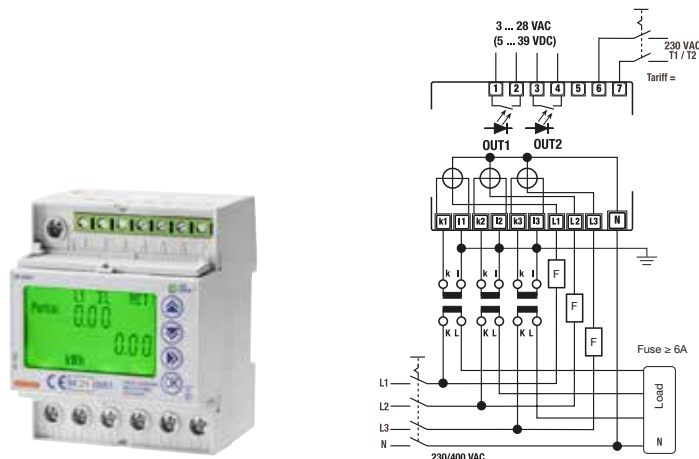 3 ... 28 VAC
(5 ... 39 VDC)
230 VAC
T1 / T2
Tariff =
1 2 3 4 5 6 7
OUT1 OUT2
k1 l1 k2 l2 k3 l3 L1 L2 L3 N
k l k l k l
F
F
F
K L K L K L
Fuse ≥ 6A
L1
L2
L3
N
230/400 VAC
Load
N
Partial
0.00
0.00
kWh
CE
OK